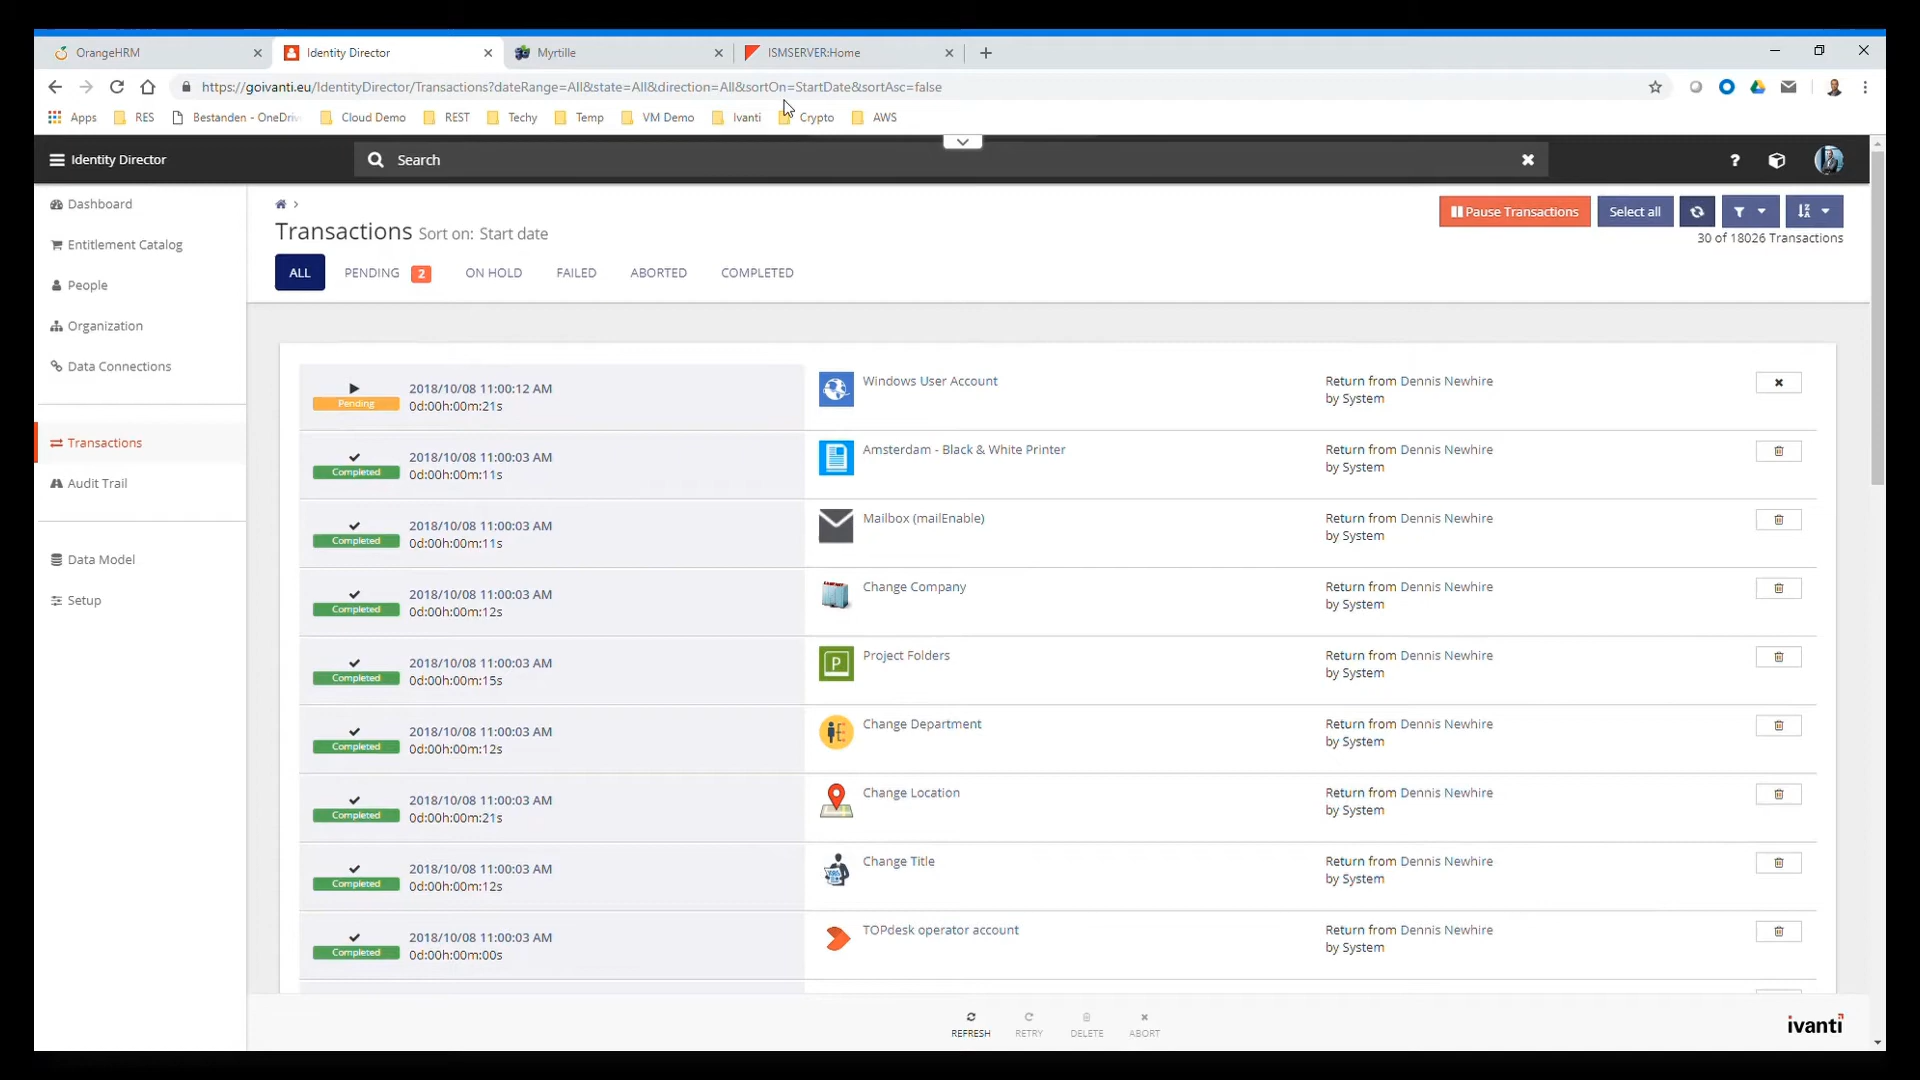 OrangeHRM
Identity Director
Myrtille
ISMSERVER:Home
https://goivanti.eu/IdentityDirector/Transactions?dateRange=All&state=All&direction=All&sortOn=StartDate&sortAsc=false
Apps RES Bestanden - OneDriv Cloud Demo REST Techy Temp VM Demo Ivanti Crypto AWS
Identity Director
Search
?
Dashboard
Entitlement Catalog
People
Organization
Data Connections
Transactions
Audit Trail
Data Model
Setup
Transactions Sort on: Start date
Pause Transactions
Select all
30 of 18026 Transactions
ALL PENDING 2 ON HOLD FAILED ABORTED COMPLETED
Pending
2018/10/08 11:00:12 AM
0d:00h:00m:21s
Windows User Account
Return from Dennis Newhire
by System
Completed
2018/10/08 11:00:03 AM
0d:00h:00m:11s
Amsterdam - Black & White Printer
Return from Dennis Newhire
by System
Completed
2018/10/08 11:00:03 AM
0d:00h:00m:11s
Mailbox (mailEnable)
Return from Dennis Newhire
by System
Completed
2018/10/08 11:00:03 AM
0d:00h:00m:12s
Change Company
Return from Dennis Newhire
by System
Completed
2018/10/08 11:00:03 AM
0d:00h:00m:15s
Project Folders
Return from Dennis Newhire
by System
Completed
2018/10/08 11:00:03 AM
0d:00h:00m:12s
Change Department
Return from Dennis Newhire
by System
Completed
2018/10/08 11:00:03 AM
0d:00h:00m:21s
Change Location
Return from Dennis Newhire
by System
Completed
2018/10/08 11:00:03 AM
0d:00h:00m:12s
Change Title
Return from Dennis Newhire
by System
Completed
2018/10/08 11:00:03 AM
0d:00h:00m:00s
TOPdesk operator account
Return from Dennis Newhire
by System
REFRESH RETRY DELETE ABORT
ivanti